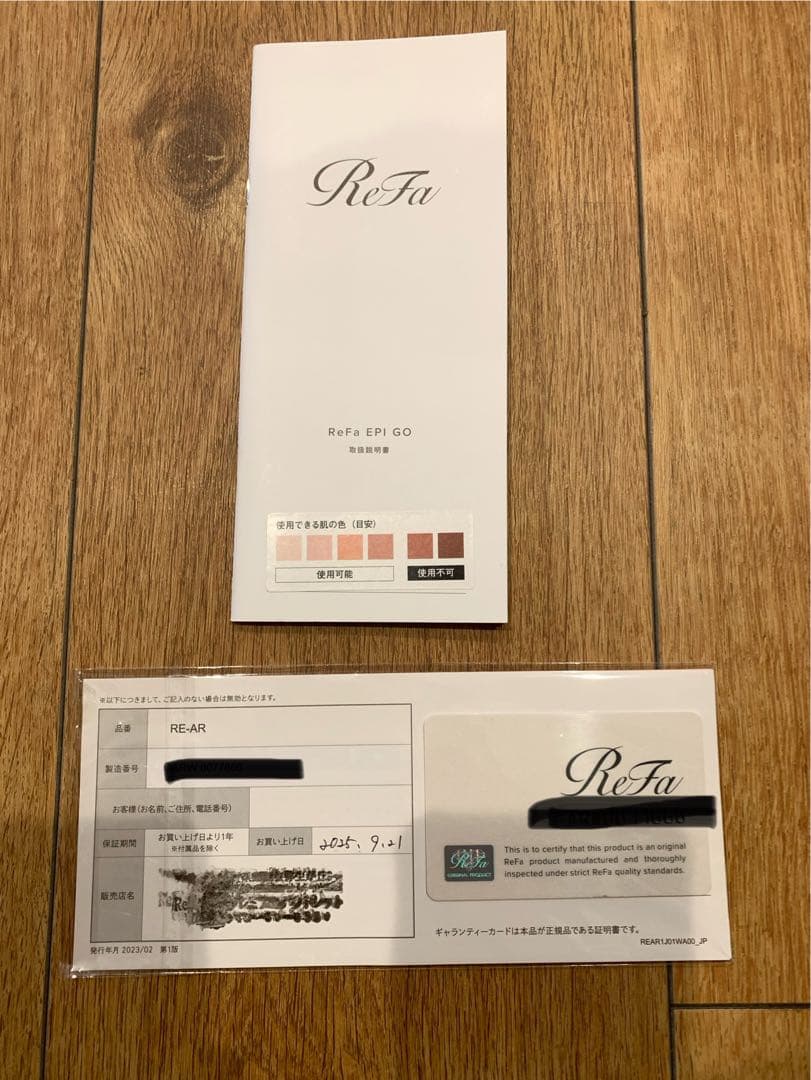 ReFa
ReFa EPI GO
取扱説明書
使用できる肌の色（目安）
使用可能 使用不可
※以下につきまして、ご記入のない場合は無効となります。
品番 RE-AR
製造番号
お客様（お名前、ご住所、電話番号）
保証期間 お買い上げ日より1年
※付属品を除く
お買い上げ日 2025. 9.21
販売店名
発行年月 2023/02 第1版
ReFa
ReFa
ORIGINAL PRODUCT
This is to certify that this product is an original
ReFa product manufactured and thoroughly
inspected under strict ReFa quality standards.
ギャランティーカードは本品が正規品である証明書です。
REAR1J01WA00_JP